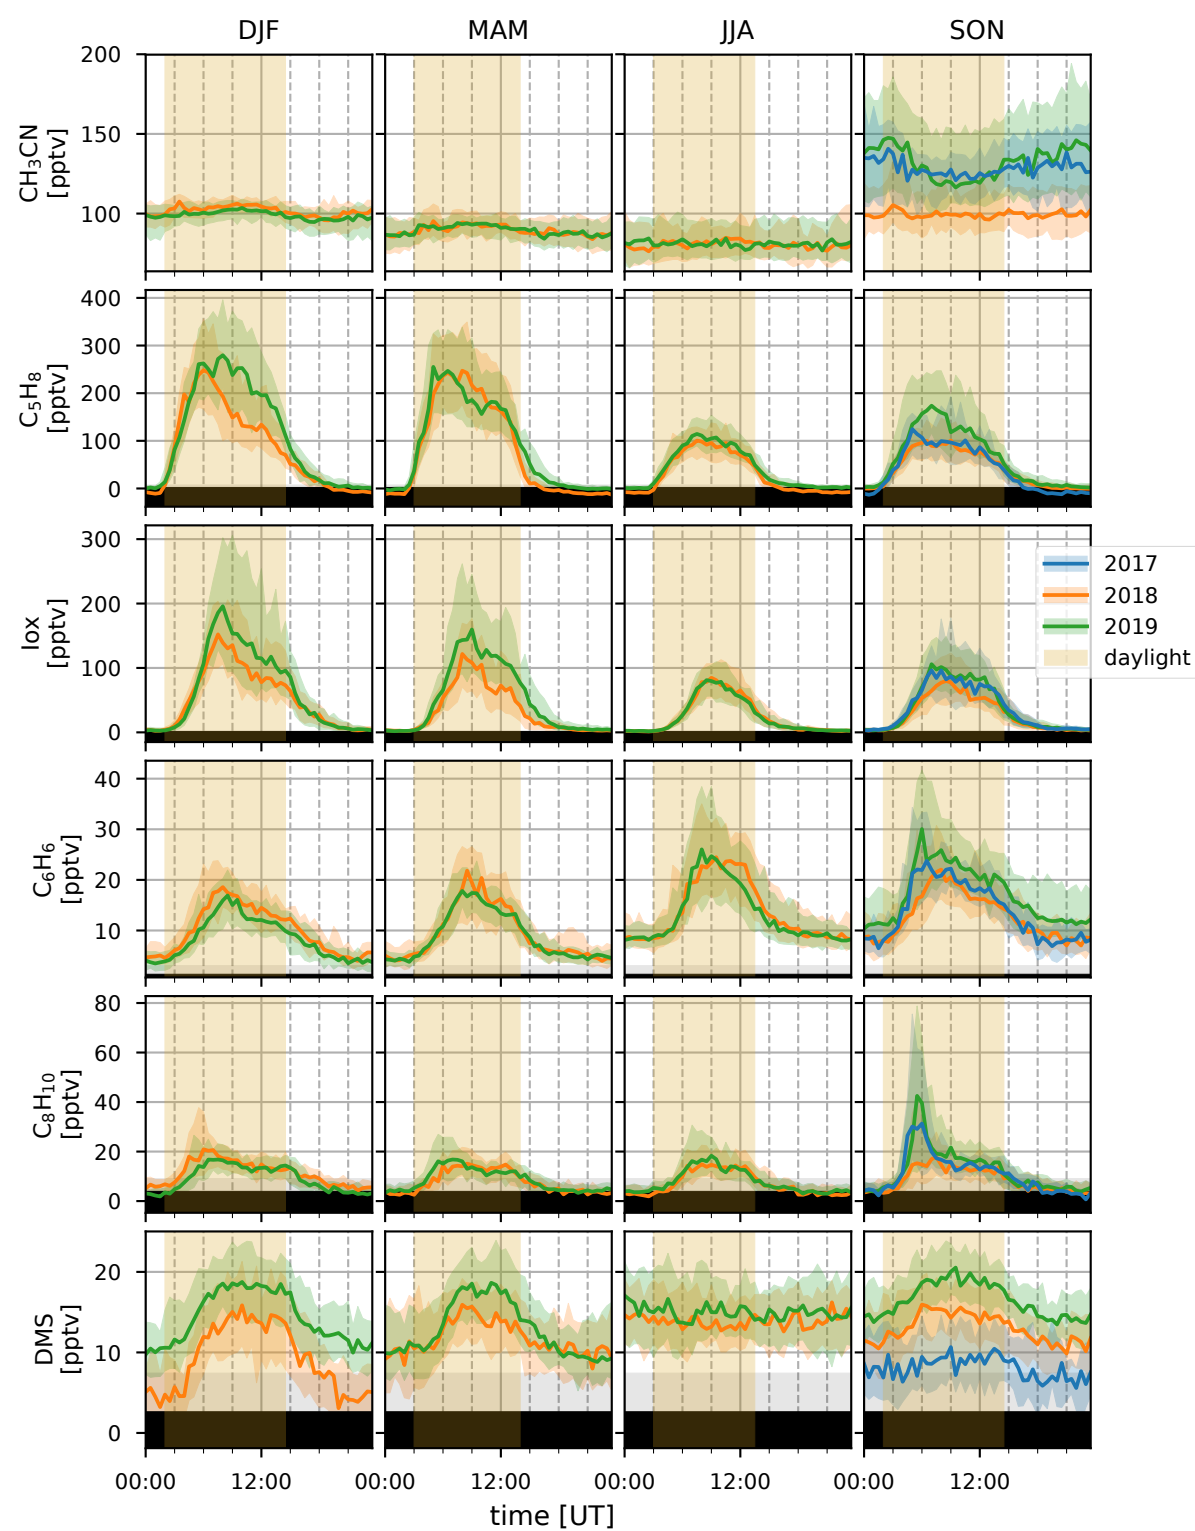 DJF MAM JJA SON
CH₃CN
[pptv]
200
150
100
C₅H₈
[pptv]
400
300
200
100
0
Iox
[pptv]
300
200
100
0
2017
2018
2019
daylight
C₆H₆
[pptv]
40
30
20
10
C₈H₁₀
[pptv]
80
60
40
20
0
DMS
[pptv]
20
10
0
00:00 12:00 00:00 12:00 00:00 12:00 00:00 12:00
time [UT]